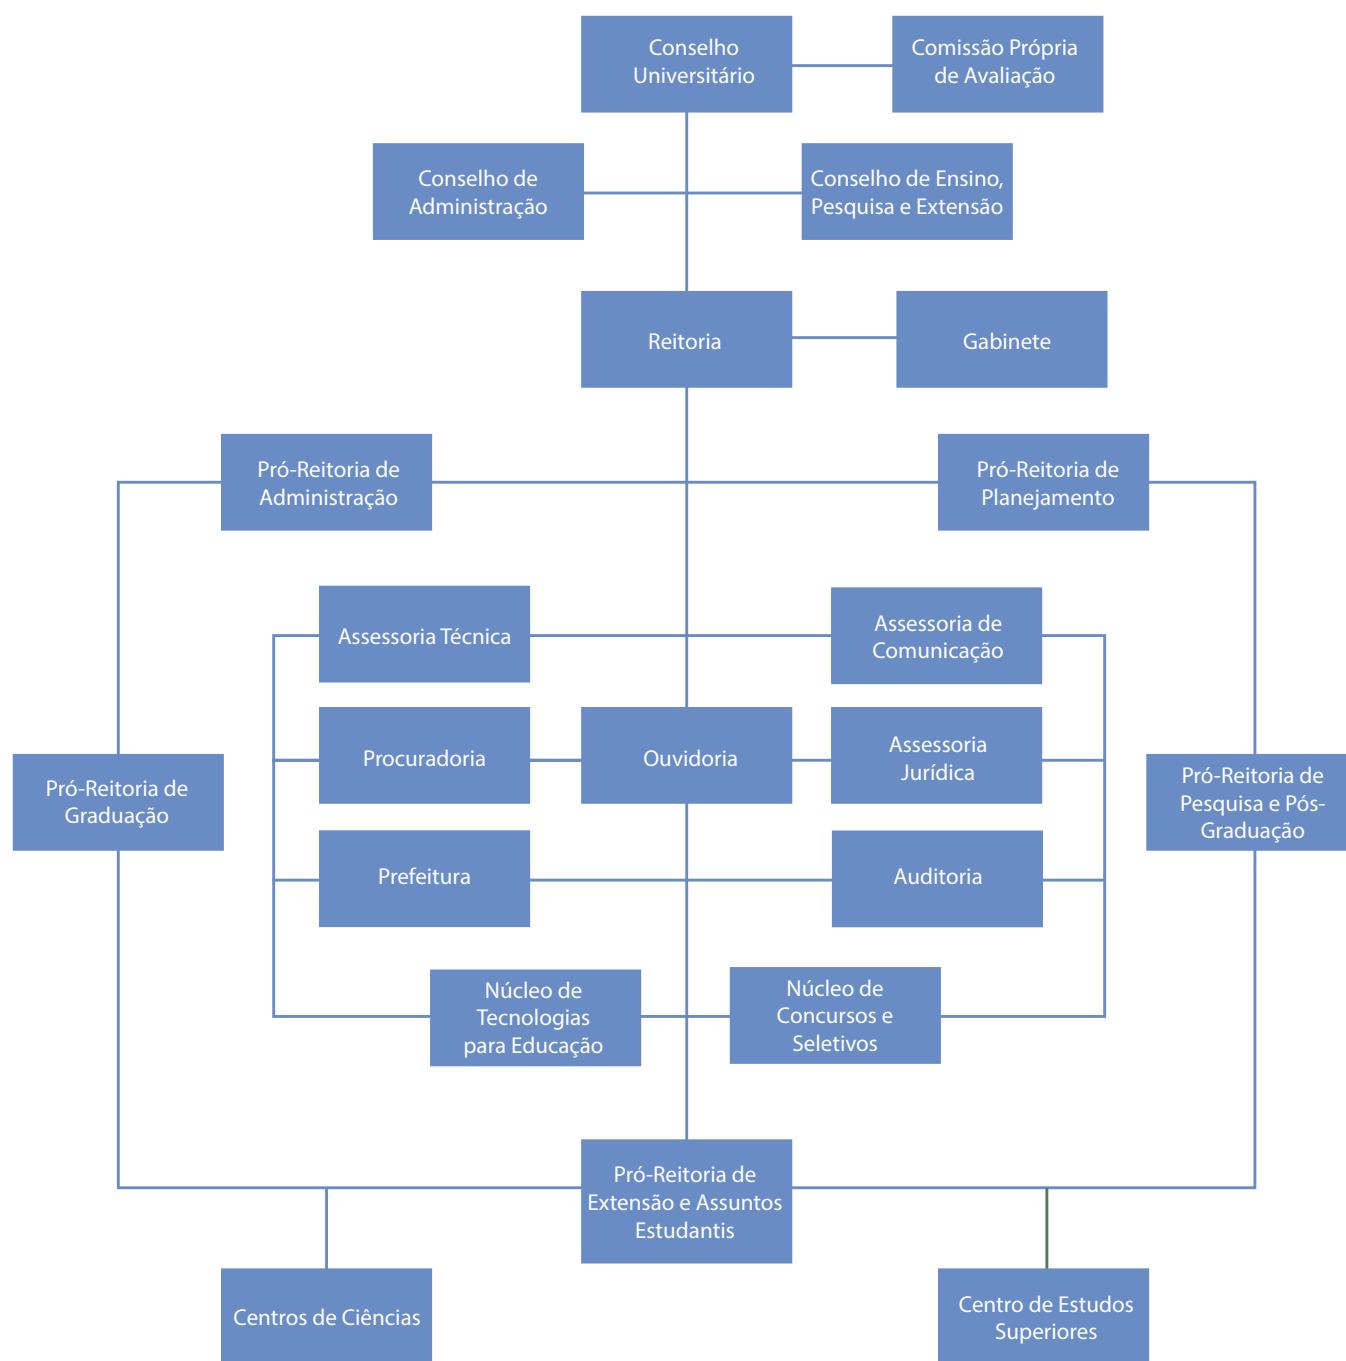 Conselho
Universitário
Comissão Própria
de Avaliação
Conselho de
Administração
Conselho de Ensino,
Pesquisa e Extensão
Reitoria
Gabinete
Pró-Reitoria de
Administração
Pró-Reitoria de
Planejamento
Assessoria Técnica
Assessoria de
Comunicação
Procuradoria
Ouvidoria
Assessoria
Jurídica
Pró-Reitoria de
Graduação
Pró-Reitoria de
Pesquisa e Pós-
Graduação
Prefeitura
Auditoria
Núcleo de
Tecnologias
para Educação
Núcleo de
Concursos e
Seletivos
Pró-Reitoria de
Extensão e Assuntos
Estudantis
Centros de Ciências
Centro de Estudos
Superiores